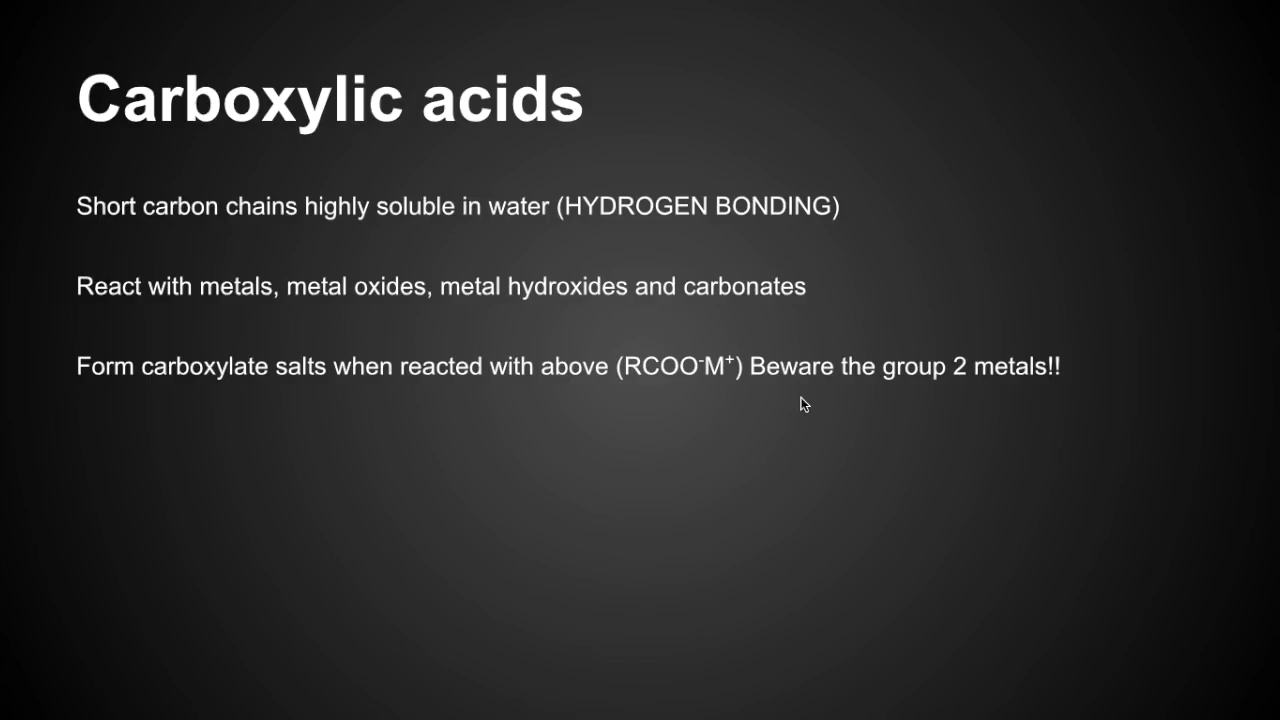 Carboxylic acids
Short carbon chains highly soluble in water (HYDROGEN BONDING)
React with metals, metal oxides, metal hydroxides and carbonates
Form carboxylate salts when reacted with above (RCOO⁻M⁺) Beware the group 2 metals!!